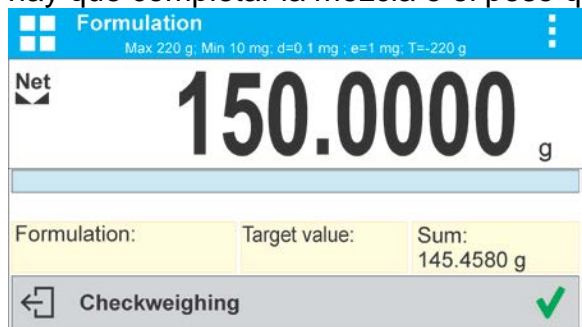 Formulation
Max 220 g; Min 10 mg; d=0.1 mg ; e=1 mg; T=-220 g
Net
150.0000 g
Formulation:
Target value:
Sum:
145.4580 g
Checkweighing